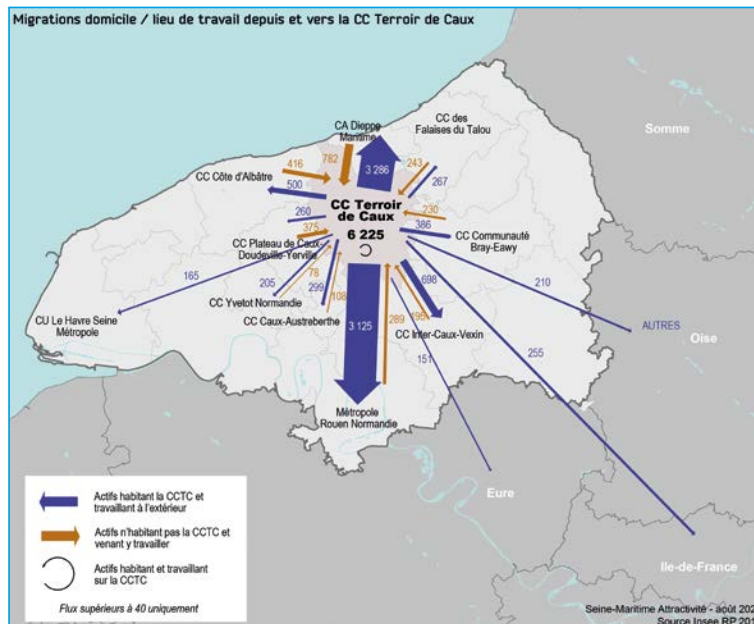 Migrations domicile / lieu de travail depuis et vers la CC Terroir de Caux
Somme
CA Dieppe
Maritime
CC des
Falaises du Talou
782
3 286
243
267
416
CC Côte d'Albâtre
500
CC Terroir
de Caux
6 225
230
386
260
375
CC Plateau de Caux-
Doudeville-Yerville
CC Communauté
Bray-Eawy
165
205
78
299
108
698
195
210
CC Yvetot Normandie
CC Caux-Austreberthe
CU Le Havre Seine
Métropole
3 125
289
CC Inter-Caux-Vexin
151
AUTRES
Oise
255
Métropole
Rouen Normandie
Eure
Ile-de-France
Actifs habitant la CCTC et
travaillant à l'extérieur
Actifs n'habitant pas la CCTC et
venant y travailler
Actifs habitant et travaillant
sur la CCTC
Flux supérieurs à 40 uniquement
Seine-Maritime Attractivité - août
Source Insee RP